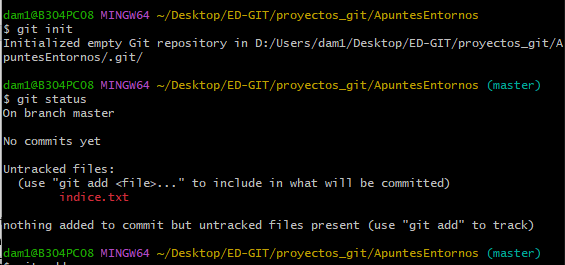 dam1@B304PC08 MINGW64 ~/Desktop/ED-GIT/proyectos_git/ApuntesEntornos
$ git init
Initialized empty Git repository in D:/Users/dam1/Desktop/ED-GIT/proyectos_git/A
puntesEntornos/.git/
dam1@B304PC08 MINGW64 ~/Desktop/ED-GIT/proyectos_git/ApuntesEntornos (master)
$ git status
On branch master
No commits yet
Untracked files:
(use "git add <file>..." to include in what will be committed)
indice.txt
nothing added to commit but untracked files present (use "git add" to track)
dam1@B304PC08 MINGW64 ~/Desktop/ED-GIT/proyectos_git/ApuntesEntornos (master)